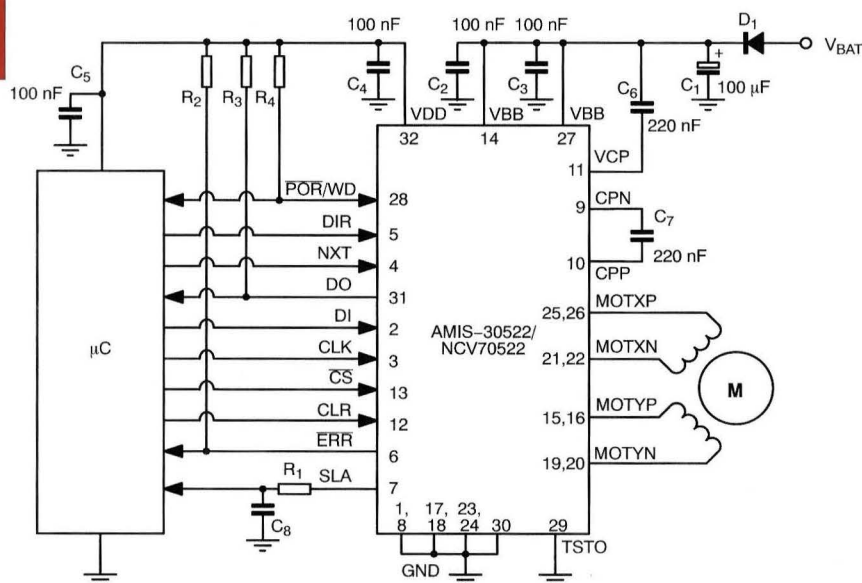 D1
100 nF
100 nF
100 nF
VBAT
C5
100 nF
R2
R3
R4
C4
C2
C3
C6
C1
+
100 µF
220 nF
VDD
VBB
VBB
32
14
27
VCP
11
CPN
9
C7
220 nF
10
CPP
POR/WD
28
DIR
5
NXT
4
DO
31
DI
2
CLK
3
CS
13
CLR
12
ERR
6
R1
SLA
7
C8
µC
AMIS–30522/
NCV70522
25,26
MOTXP
21,22
MOTXN
15,16
MOTYP
19,20
MOTYN
M
1, 17, 23,
8 18 24 30 29
TSTO
GND